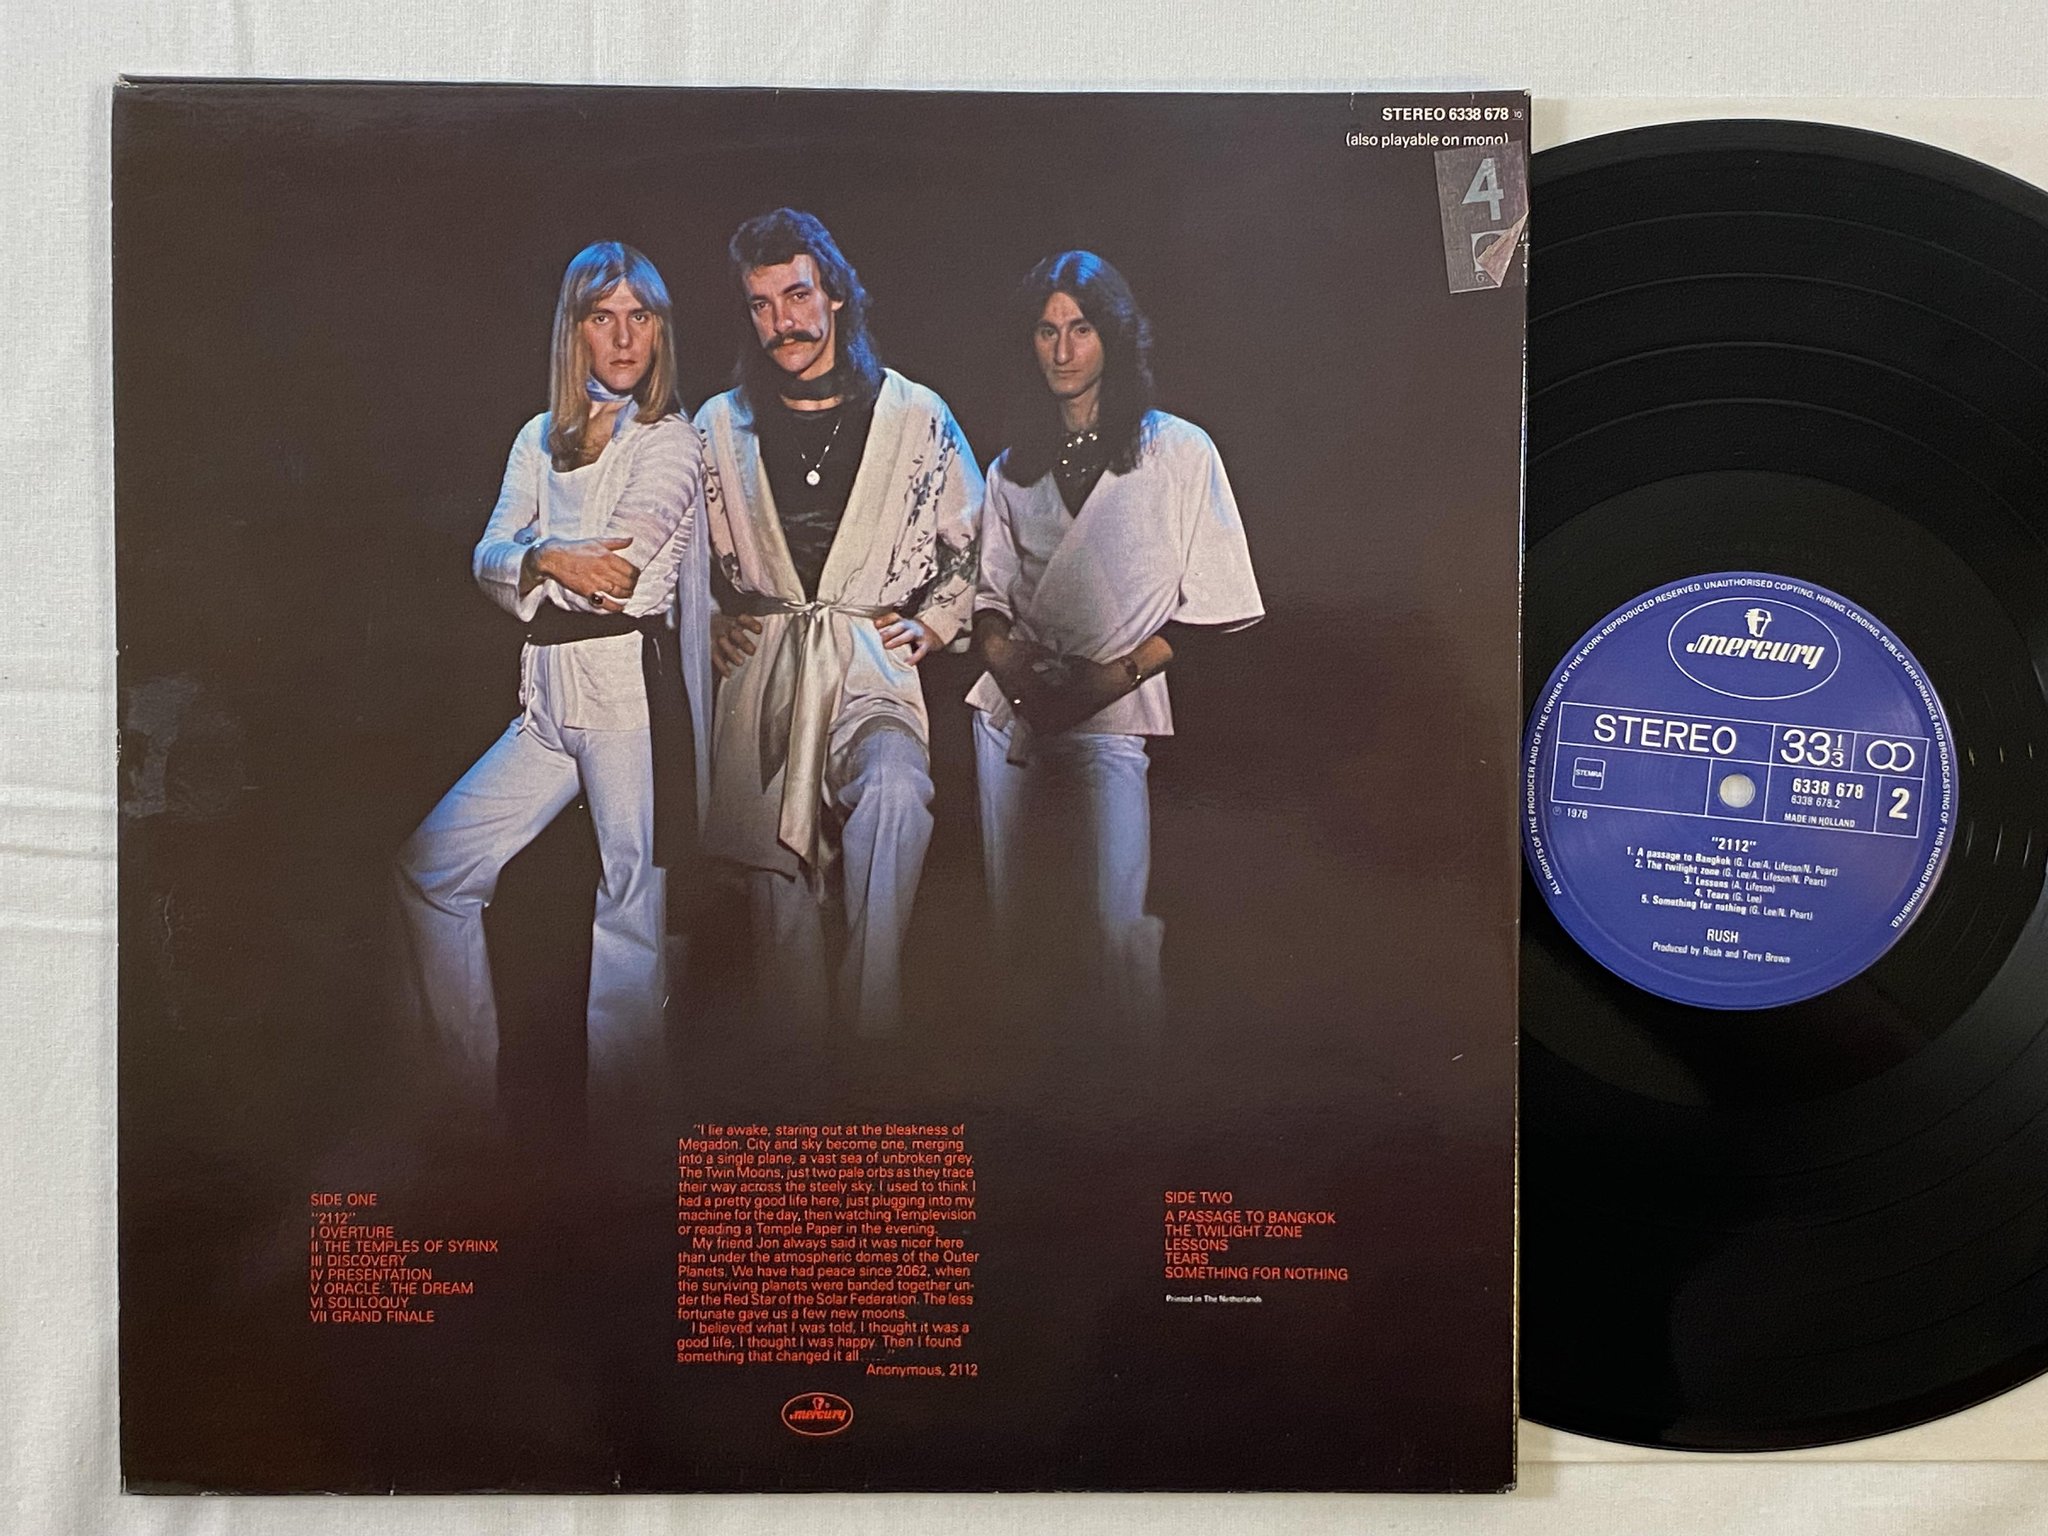 STEREO 6338 678 10
(also playable on mono)
4
G.
SIDE ONE
"2112"
I OVERTURE
II THE TEMPLES OF SYRINX
III DISCOVERY
IV PRESENTATION
V ORACLE: THE DREAM
VI SOLILOQUY
VII GRAND FINALE
"I lie awake, staring out at the bleakness of
Megadon. City and sky become one, merging
into a single plane, a vast sea of unbroken grey.
The Twin Moons, just two pale orbs as they trace
their way across the steely sky. I used to think I
had a pretty good life here, just plugging into my
machine for the day, then watching Templevision
or reading a Temple Paper in the evening.
My friend Jon always said it was nicer here
than under the atmospheric domes of the Outer
Planets. We have had peace since 2062, when
the surviving planets were banded together un-
der the Red Star of the Solar Federation. The less
fortunate gave us a few new moons.
I believed what I was told, I thought it was a
good life, I thought I was happy. Then I found
something that changed it all....."
Anonymous, 2112
mercury
SIDE TWO
A PASSAGE TO BANGKOK
THE TWILIGHT ZONE
LESSONS
TEARS
SOMETHING FOR NOTHING
Printed in The Netherlands
ALL RIGHTS OF THE PRODUCER AND OF THE OWNER OF THE WORK REPRODUCED RESERVED. UNAUTHORISED COPYING, HIRING, LENDING, PUBLIC PERFORMANCE AND BROADCASTING OF THIS RECORD PROHIBITED.
mercury
STEREO 33 1/3
STEMRA
6338 678
6338 678.2
MADE IN HOLLAND
2
℗ 1976
"2112"
1. A passage to Bangkok (G. Lee/A. Lifeson/N. Peart)
2. The twilight zone (G. Lee/A. Lifeson/N. Peart)
3. Lessons (A. Lifeson)
4. Tears (G. Lee)
5. Something for nothing (G. Lee/N. Peart)
RUSH
Produced by Rush and Terry Brown